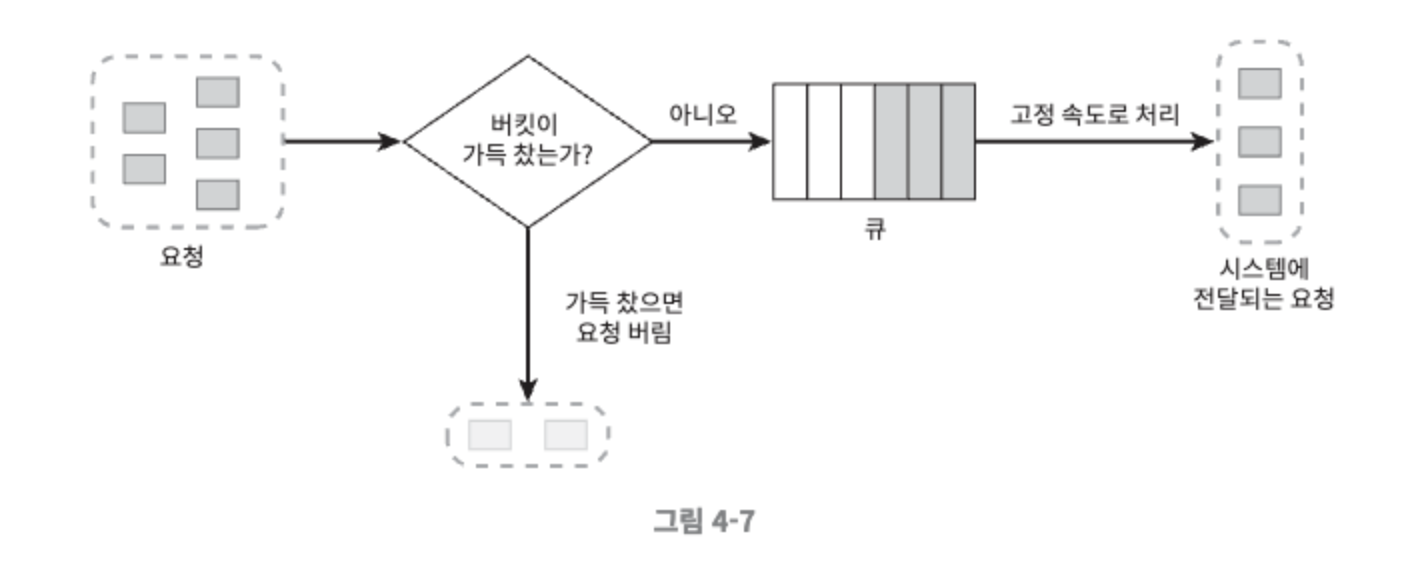 버킷이
가득 찼는가?
아니오
고정 속도로 처리
큐
요청
시스템에
전달되는 요청
가득 찼으면
요청 버림
그림 4-7